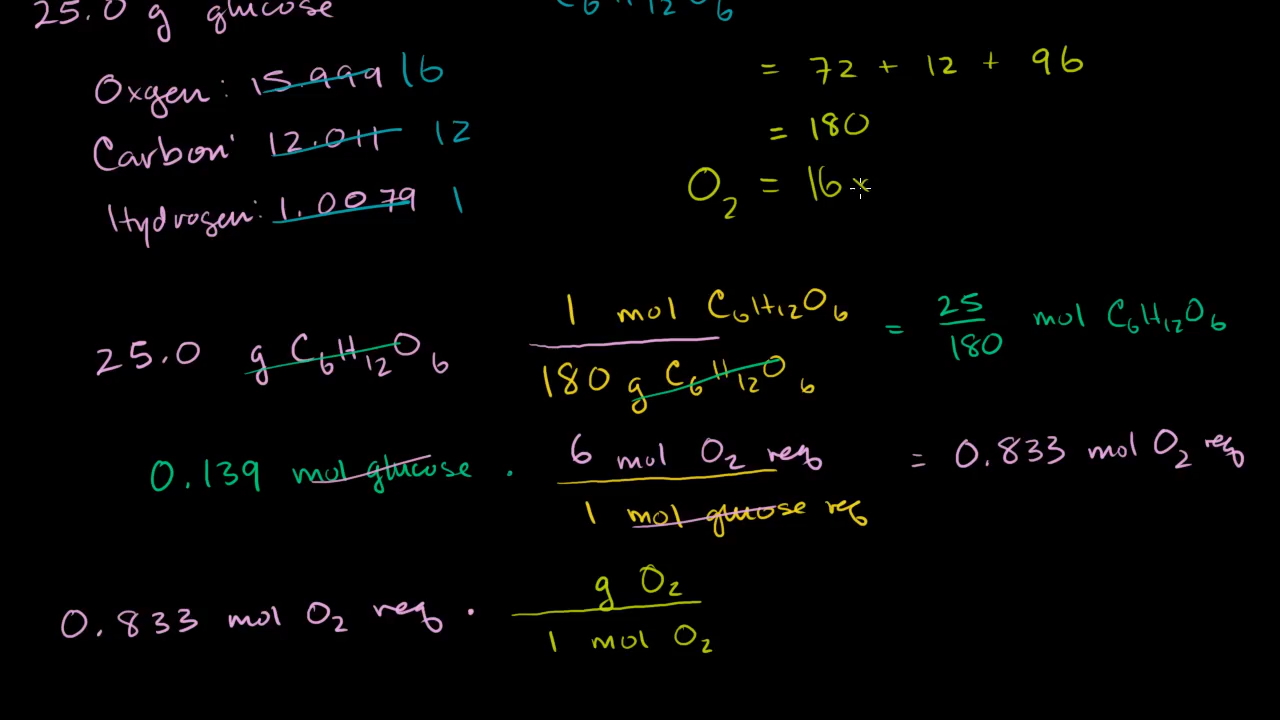 25.0 g glucose
C6H12O6
Oxgen: 15.999 16
Carbon: 12.011 12
Hydrogen: 1.0079 1
= 72 + 12 + 96
= 180
O2 = 16 ×
25.0 g C6H12O6
1 mol C6H12O6
180 g C6H12O6
= 25/180 mol C6H12O6
0.139 mol glucose ·
6 mol O2 req
1 mol glucose req
= 0.833 mol O2 req
0.833 mol O2 req ·
g O2
1 mol O2